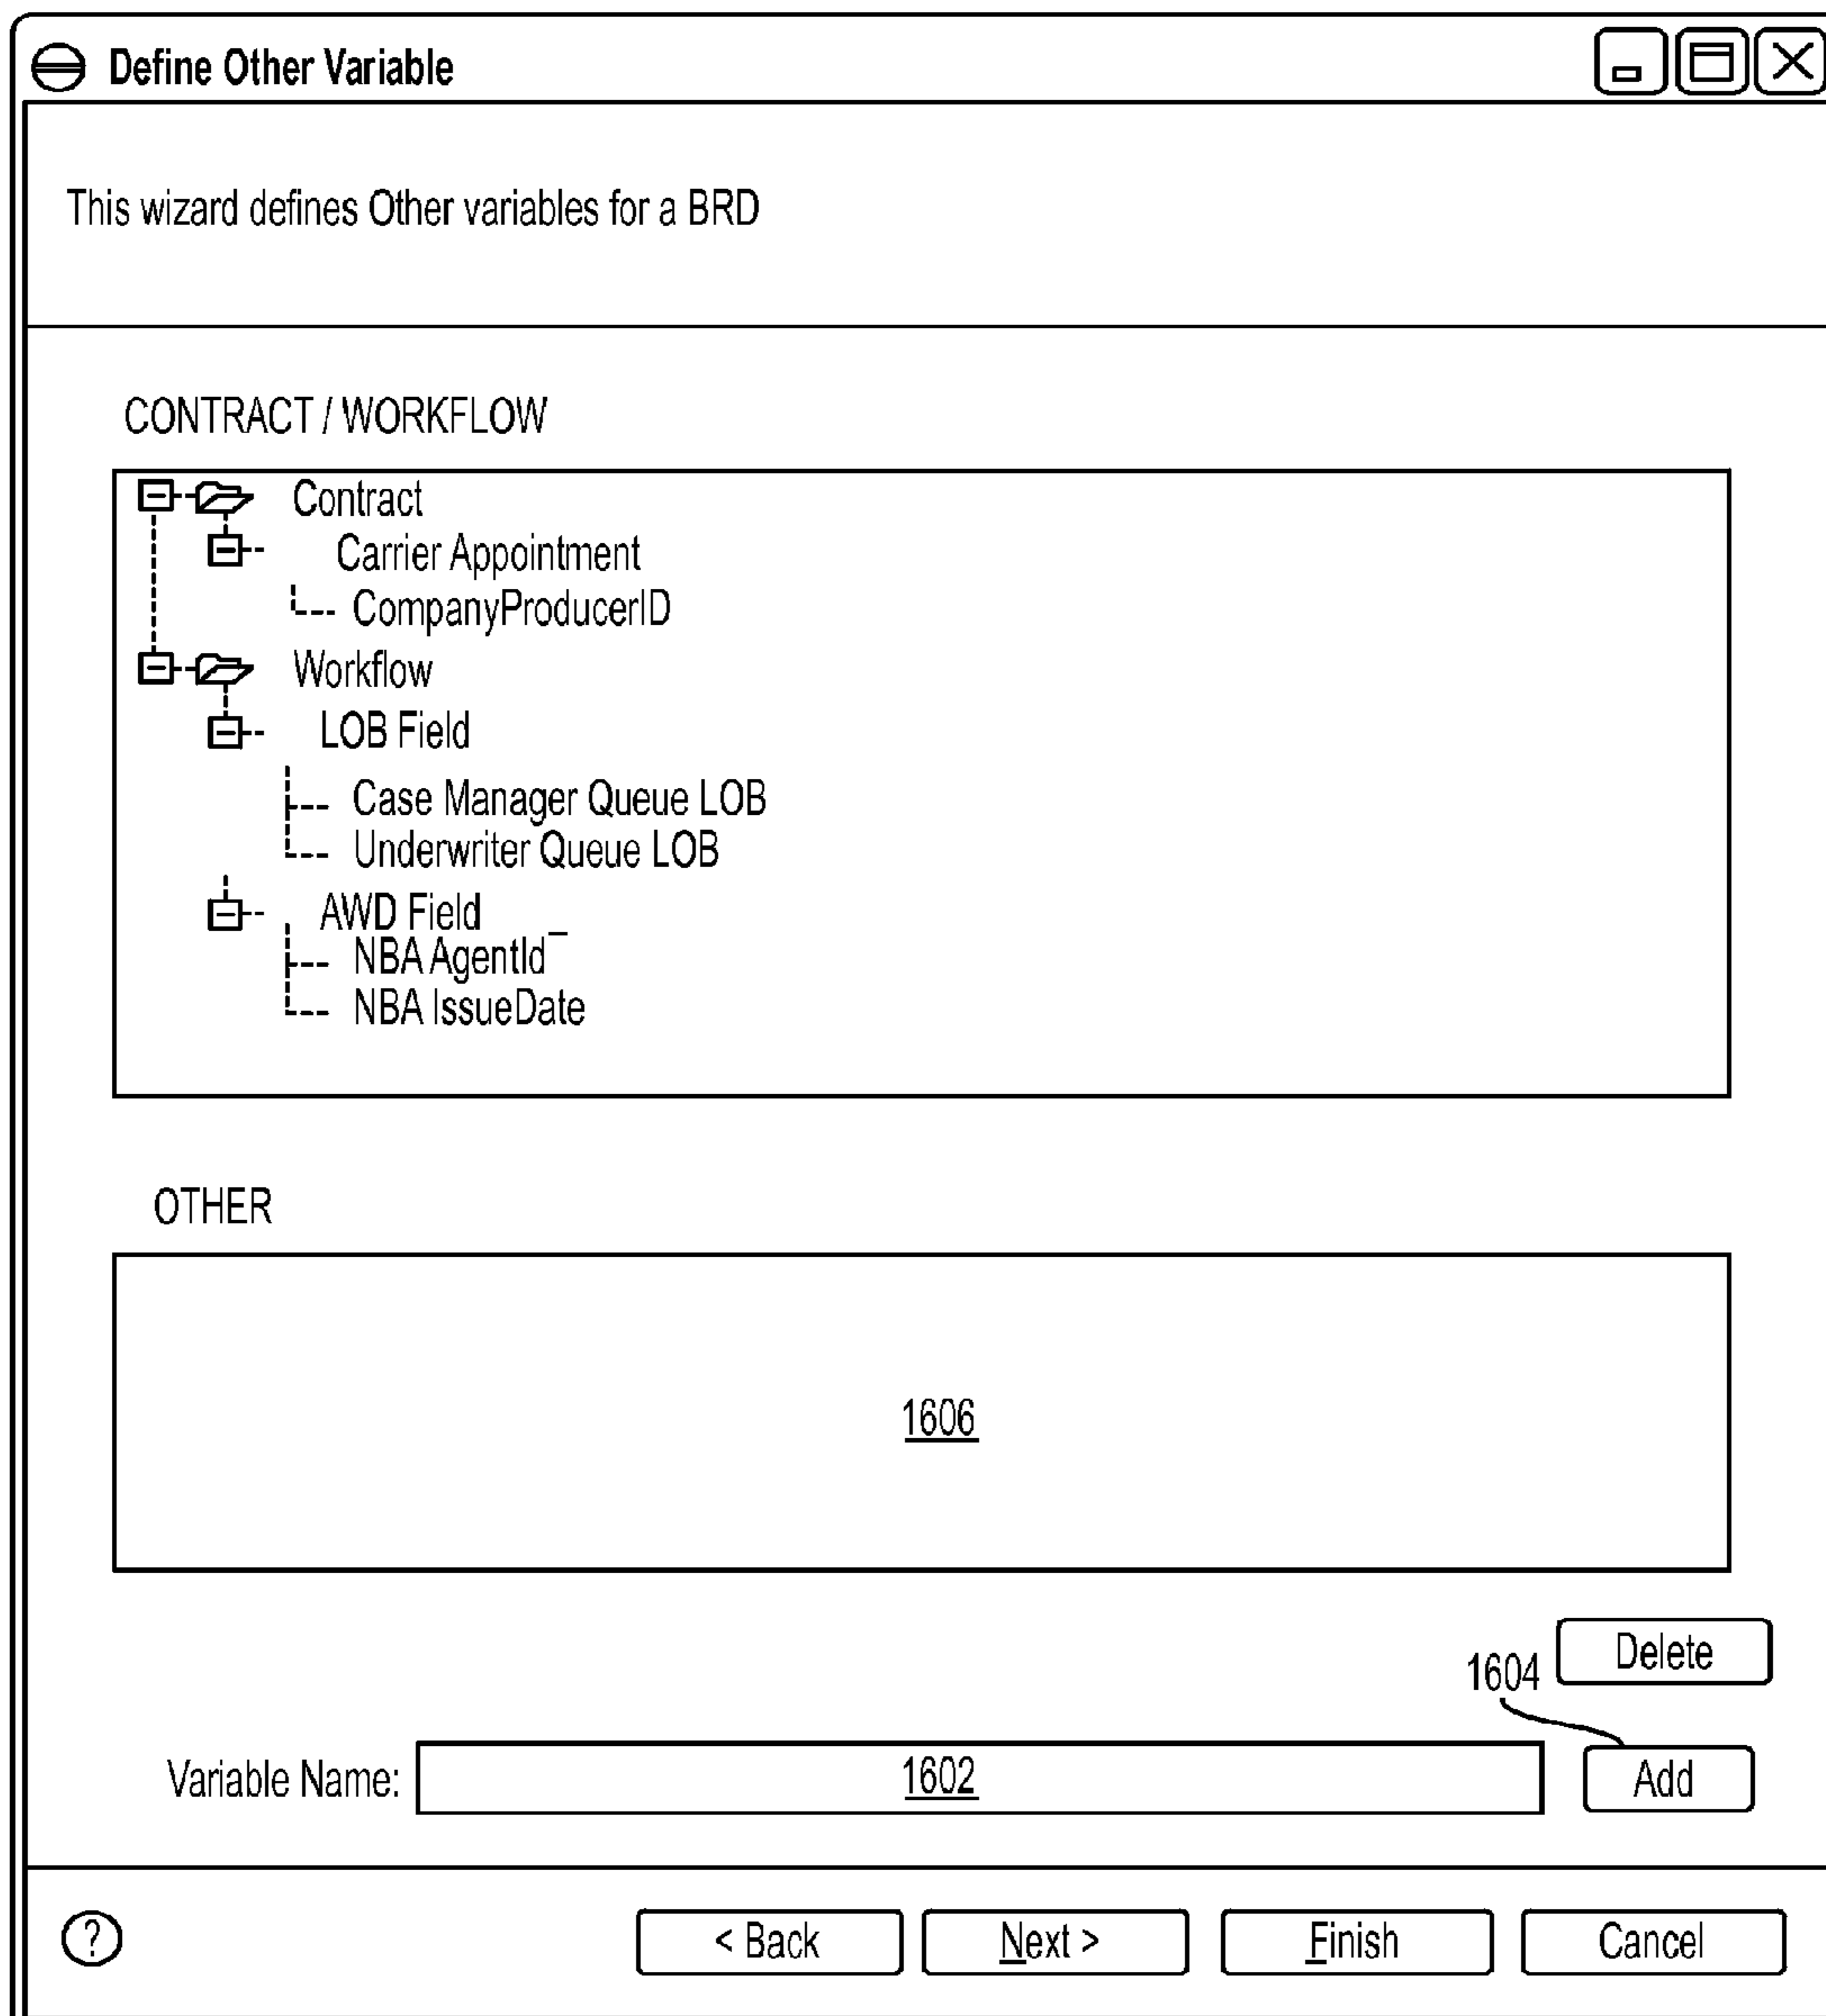 Define Other Variable
This wizard defines Other variables for a BRD
CONTRACT / WORKFLOW
Contract
Carrier Appointment
CompanyProducerID
Workflow
LOB Field
Case Manager Queue LOB
Underwriter Queue LOB
AWD Field
NBA AgentId
NBA IssueDate
OTHER
1606
Delete
1604
Variable Name: 1602 Add
? < Back Next > Finish Cancel